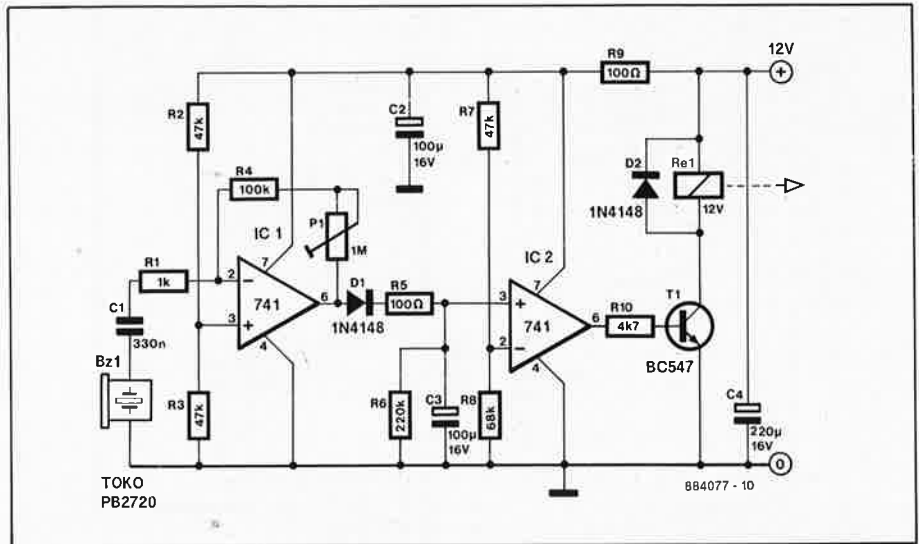 12V
+
R9
100Ω
R2
47k
C2
100µ
16V
R7
47k
R4
100k
D2
1N4148
Re1
12V
IC 1
P1
1M
IC 2
R1
1k
7
2
-
741
6
3
+
4
D1
1N4148
R5
100Ω
7
3
+
741
6
2
-
4
R10
4k7
T1
BC547
C1
330n
Bz1
R3
47k
R6
220k
C3
100µ
16V
R8
68k
C4
220µ
16V
0
TOKO
PB2720
884077 - 10